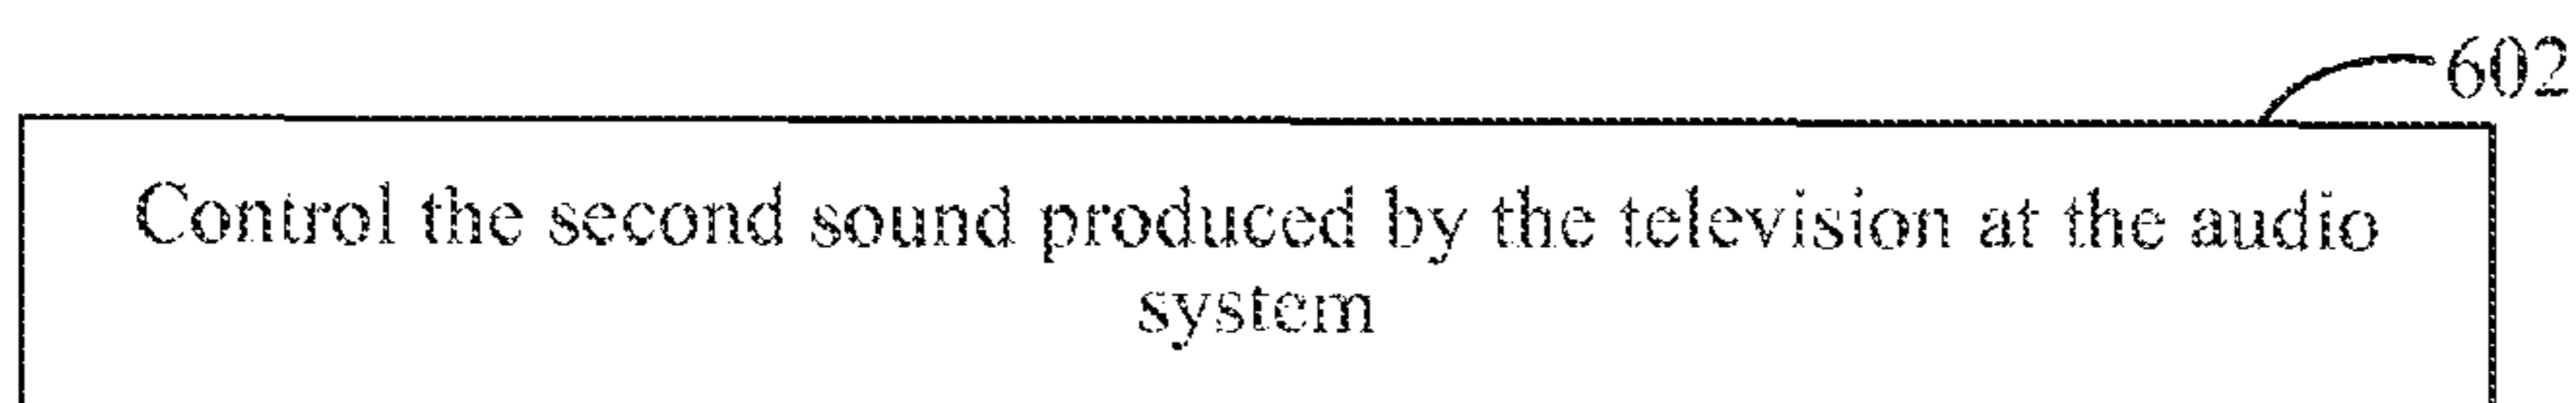 602
Control the second sound produced by the television at the audio
system